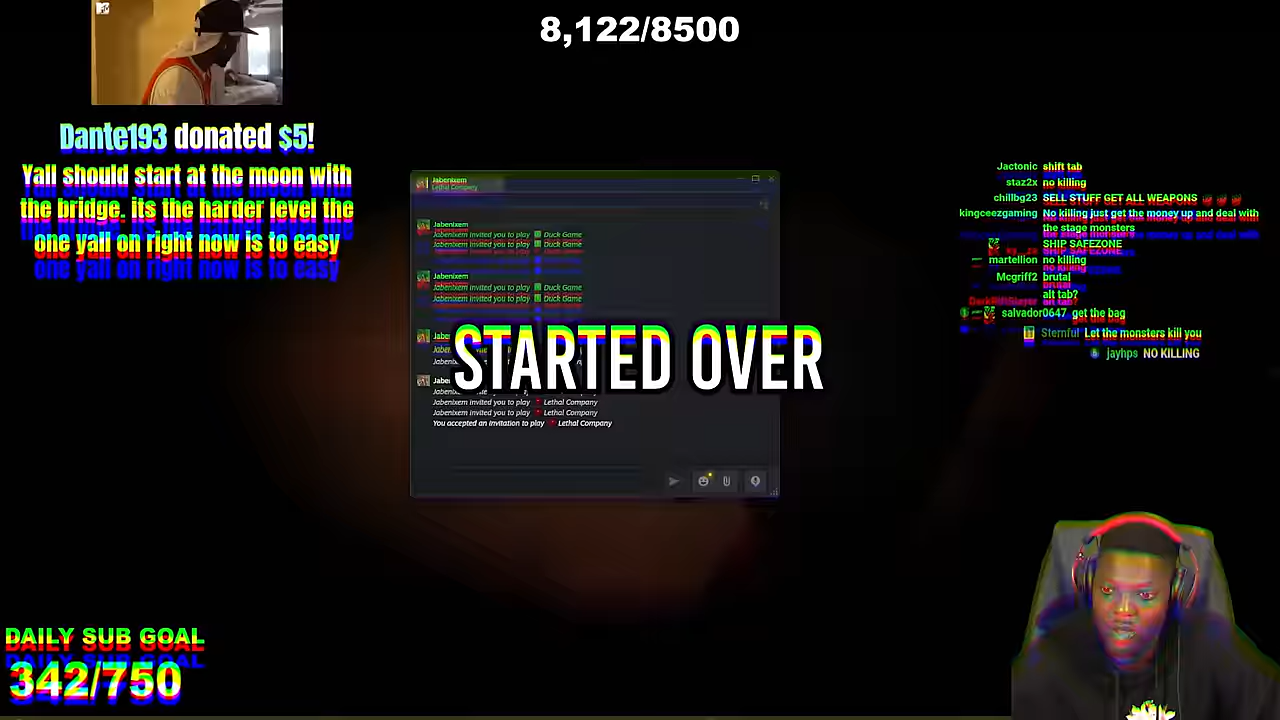 8,122/8500
Dante193 donated $5!
Yall should start at the moon with
the bridge. its the harder level the
one yall on right now is to easy
Jabenixem
Lethal Company
Jabenixem
Jabenixem invited you to play Duck Game
Jabenixem invited you to play Duck Game
Jabenixem
Jabenixem invited you to play Duck Game
Jabenixem invited you to play Duck Game
STARTED OVER
Jabenixem invited you to play Lethal Company
Jabenixem invited you to play Lethal Company
You accepted an invitation to play Lethal Company
Jactonic shift tab
staz2x no killing
chillbg23 SELL STUFF GET ALL WEAPONS
kingceezgaming No killing just get the money up and deal with
the stage monsters
SHIP SAFEZONE
martellion no killing
Mcgriff2 brutal
alt tab?
salvador0647 get the bag
Sternful Let the monsters kill you
jayhps NO KILLING
DAILY SUB GOAL
342/750